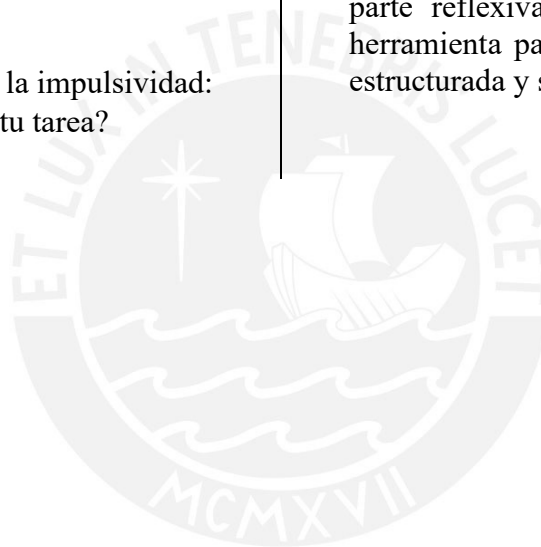 la impulsividad:
tu tarea?
parte reflexiva
herramienta pa
estructurada y s
ET LUX IN TENEBRIS LUCET
MCMXVII